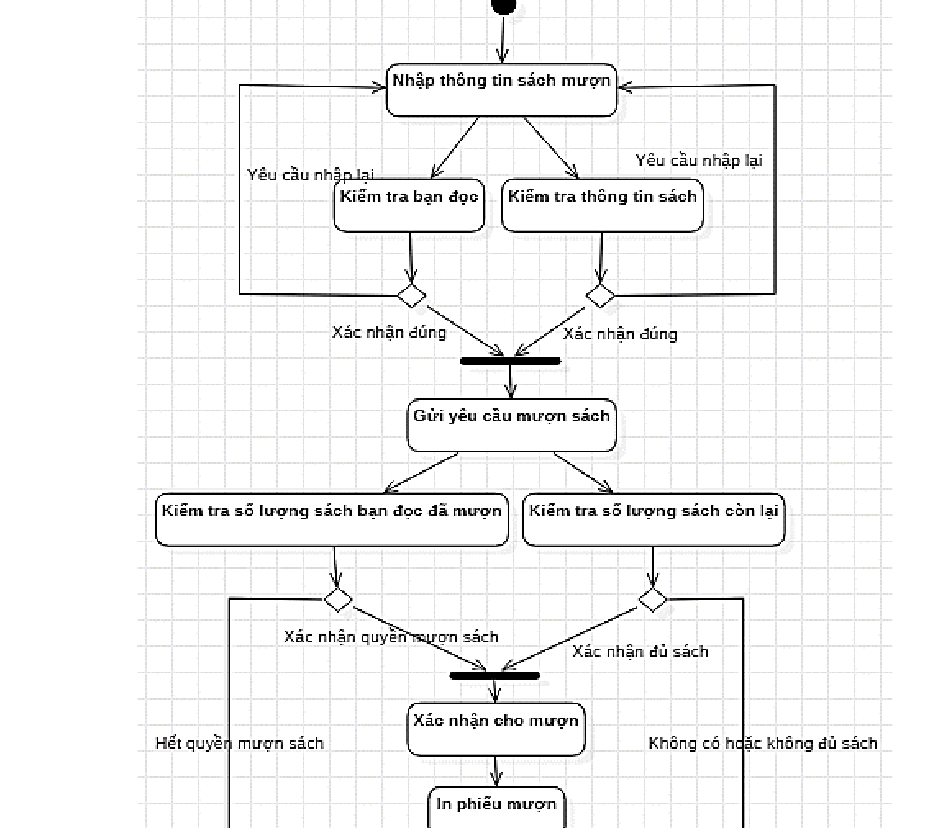 Nhập thông tin sách mượn
Yêu cầu nhập lại
Yêu cầu nhập lại
Kiểm tra bạn đọc
Kiểm tra thông tin sách
Xác nhận đúng
Xác nhận đúng
Gửi yêu cầu mượn sách
Kiểm tra số lượng sách bạn đọc đã mượn
Kiểm tra số lượng sách còn lại
Xác nhận quyền mượn sách
Xác nhận đủ sách
Xác nhận cho mượn
Hết quyền mượn sách
Không có hoặc không đủ sách
In phiếu mượn